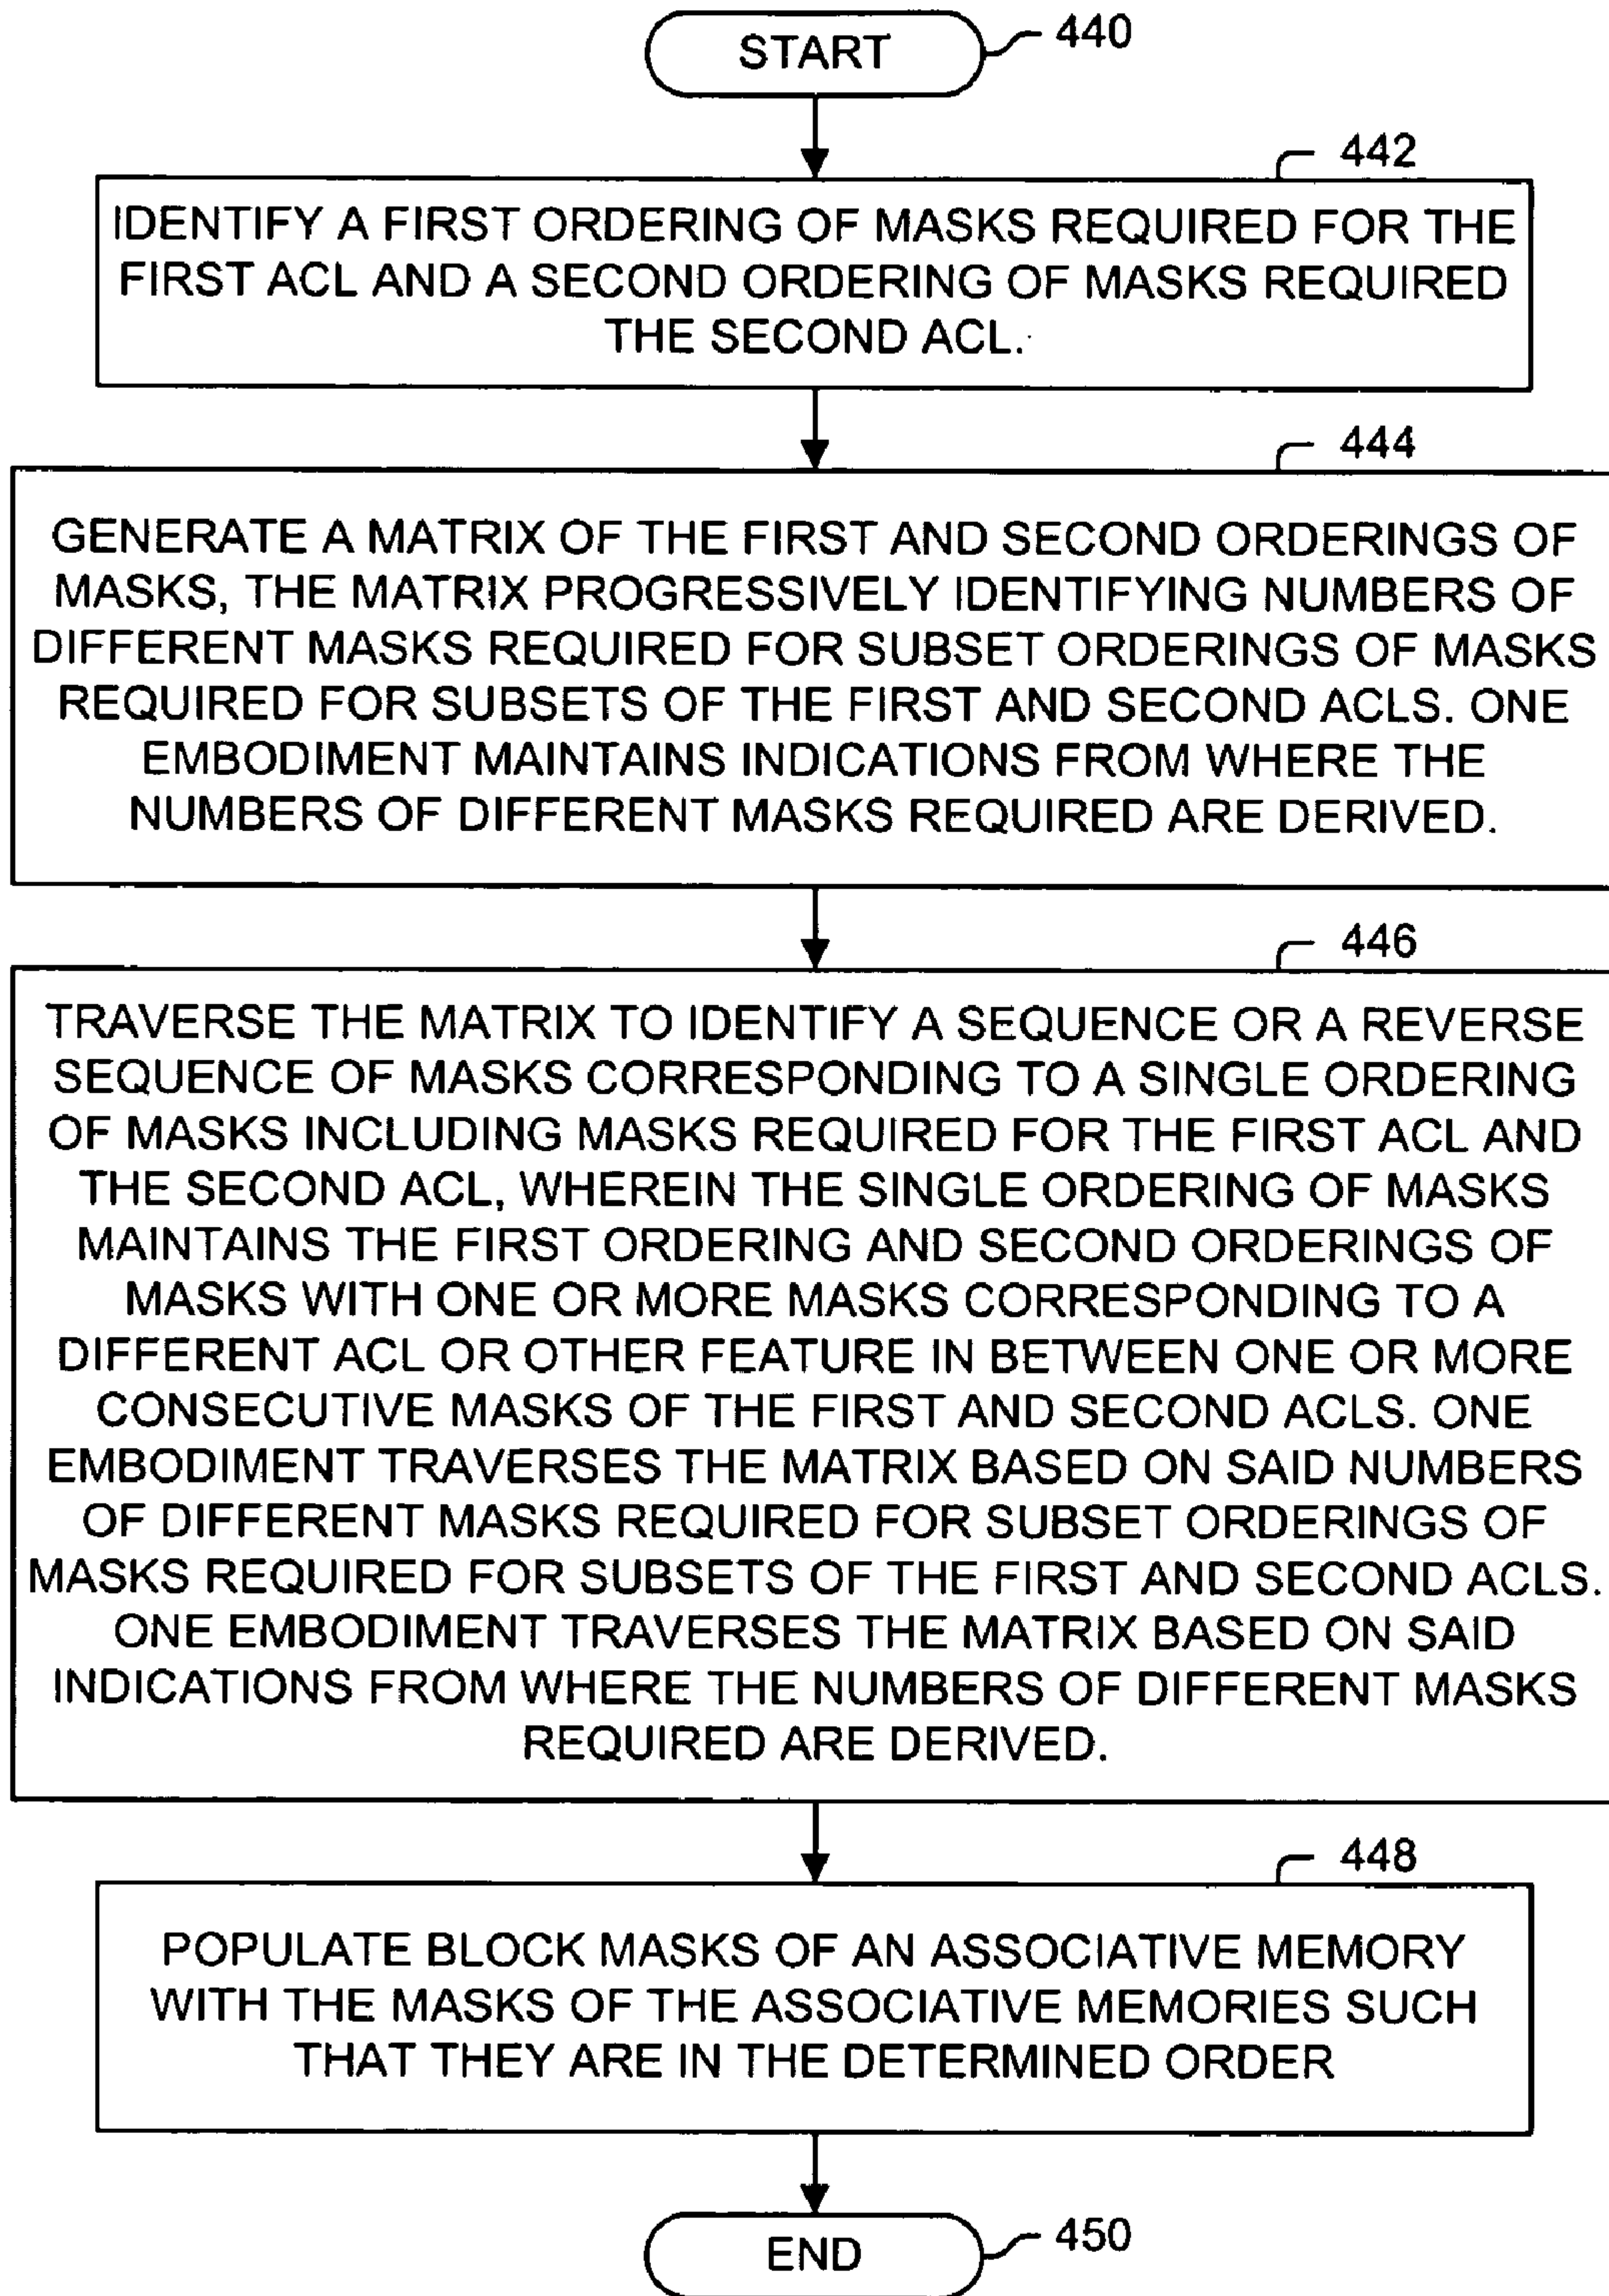 START
440
442
IDENTIFY A FIRST ORDERING OF MASKS REQUIRED FOR THE
FIRST ACL AND A SECOND ORDERING OF MASKS REQUIRED
THE SECOND ACL.
444
GENERATE A MATRIX OF THE FIRST AND SECOND ORDERINGS OF
MASKS, THE MATRIX PROGRESSIVELY IDENTIFYING NUMBERS OF
DIFFERENT MASKS REQUIRED FOR SUBSET ORDERINGS OF MASKS
REQUIRED FOR SUBSETS OF THE FIRST AND SECOND ACLS. ONE
EMBODIMENT MAINTAINS INDICATIONS FROM WHERE THE
NUMBERS OF DIFFERENT MASKS REQUIRED ARE DERIVED.
446
TRAVERSE THE MATRIX TO IDENTIFY A SEQUENCE OR A REVERSE
SEQUENCE OF MASKS CORRESPONDING TO A SINGLE ORDERING
OF MASKS INCLUDING MASKS REQUIRED FOR THE FIRST ACL AND
THE SECOND ACL, WHEREIN THE SINGLE ORDERING OF MASKS
MAINTAINS THE FIRST ORDERING AND SECOND ORDERINGS OF
MASKS WITH ONE OR MORE MASKS CORRESPONDING TO A
DIFFERENT ACL OR OTHER FEATURE IN BETWEEN ONE OR MORE
CONSECUTIVE MASKS OF THE FIRST AND SECOND ACLS. ONE
EMBODIMENT TRAVERSES THE MATRIX BASED ON SAID NUMBERS
OF DIFFERENT MASKS REQUIRED FOR SUBSET ORDERINGS OF
MASKS REQUIRED FOR SUBSETS OF THE FIRST AND SECOND ACLS.
ONE EMBODIMENT TRAVERSES THE MATRIX BASED ON SAID
INDICATIONS FROM WHERE THE NUMBERS OF DIFFERENT MASKS
REQUIRED ARE DERIVED.
448
POPULATE BLOCK MASKS OF AN ASSOCIATIVE MEMORY
WITH THE MASKS OF THE ASSOCIATIVE MEMORIES SUCH
THAT THEY ARE IN THE DETERMINED ORDER
END
450